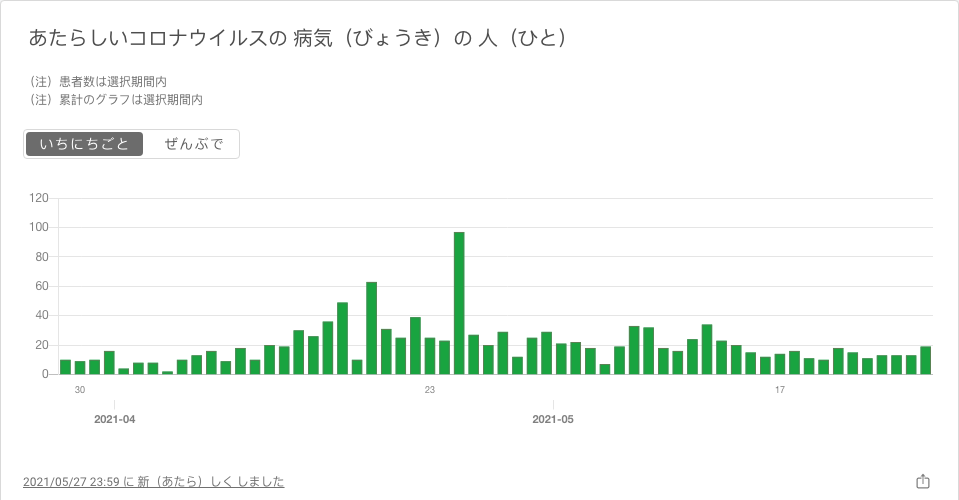 あたらしいコロナウイルスの 病気（びょうき）の 人（ひと）
（注）患者数は選択期間内
（注）累計のグラフは選択期間内
いちにちごと ぜんぶで
120
100
80
60
40
20
0
30 23 17
2021-04 2021-05
2021/05/27 23:59 に 新（あたら）しく しました